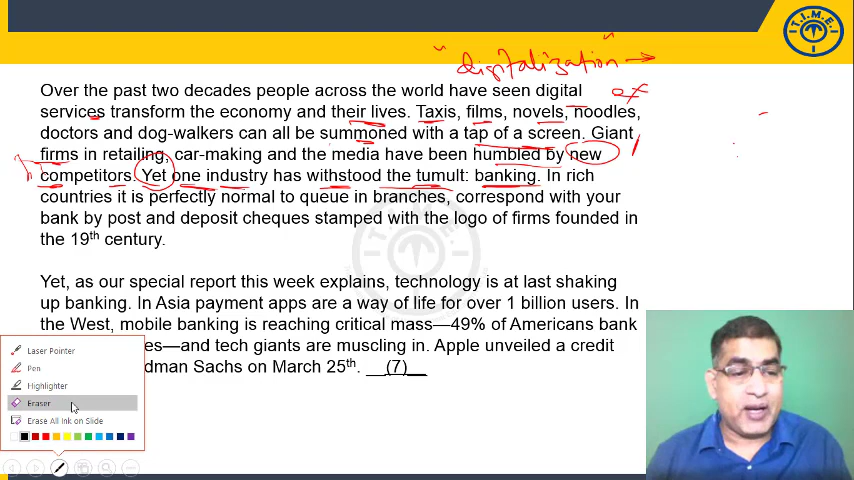 T.I.M.E.
"digitalization" →
Over the past two decades people across the world have seen digital
services transform the economy and their lives. Taxis, films, novels, noodles,
doctors and dog-walkers can all be summoned with a tap of a screen. Giant
firms in retailing, car-making and the media have been humbled by new
competitors. Yet one industry has withstood the tumult: banking. In rich
countries it is perfectly normal to queue in branches, correspond with your
bank by post and deposit cheques stamped with the logo of firms founded in
the 19th century.
Yet, as our special report this week explains, technology is at last shaking
up banking. In Asia payment apps are a way of life for over 1 billion users. In
the West, mobile banking is reaching critical mass—49% of Americans bank
es—and tech giants are muscling in. Apple unveiled a credit
dman Sachs on March 25th. __(7)__
Laser Pointer
Pen
Highlighter
Eraser
Erase All Ink on Slide